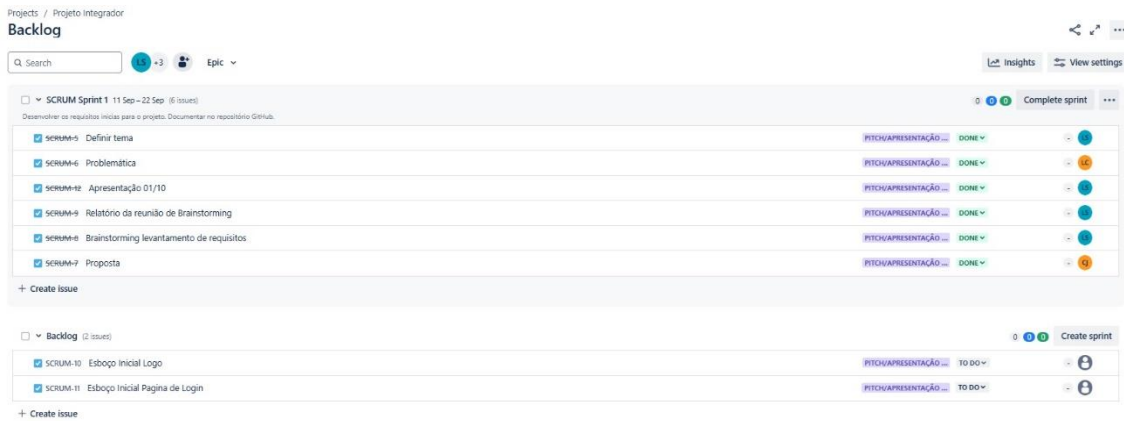 Projects / Projeto Integrador
Backlog
Search LS +3 Epic Insights View settings
SCRUM Sprint 1 11 Sep – 22 Sep (6 issues) 0 0 0 Complete sprint
Desenvolver os requisitos inicias para o projeto. Documentar no repositório GitHub.
SCRUM-5 Definir tema PITCH/APRESENTAÇÃO ... DONE - LS
SCRUM-6 Problemática PITCH/APRESENTAÇÃO ... DONE - LC
SCRUM-12 Apresentação 01/10 PITCH/APRESENTAÇÃO ... DONE - LS
SCRUM-9 Relatório da reunião de Brainstorming PITCH/APRESENTAÇÃO ... DONE - LS
SCRUM-8 Brainstorming levantamento de requisitos PITCH/APRESENTAÇÃO ... DONE - LS
SCRUM-7 Proposta PITCH/APRESENTAÇÃO ... DONE -
+ Create issue
Backlog (2 issues) 0 0 0 Create sprint
SCRUM-10 Esboço Inicial Logo PITCH/APRESENTAÇÃO ... TO DO -
SCRUM-11 Esboço Inicial Pagina de Login PITCH/APRESENTAÇÃO ... TO DO -
+ Create issue